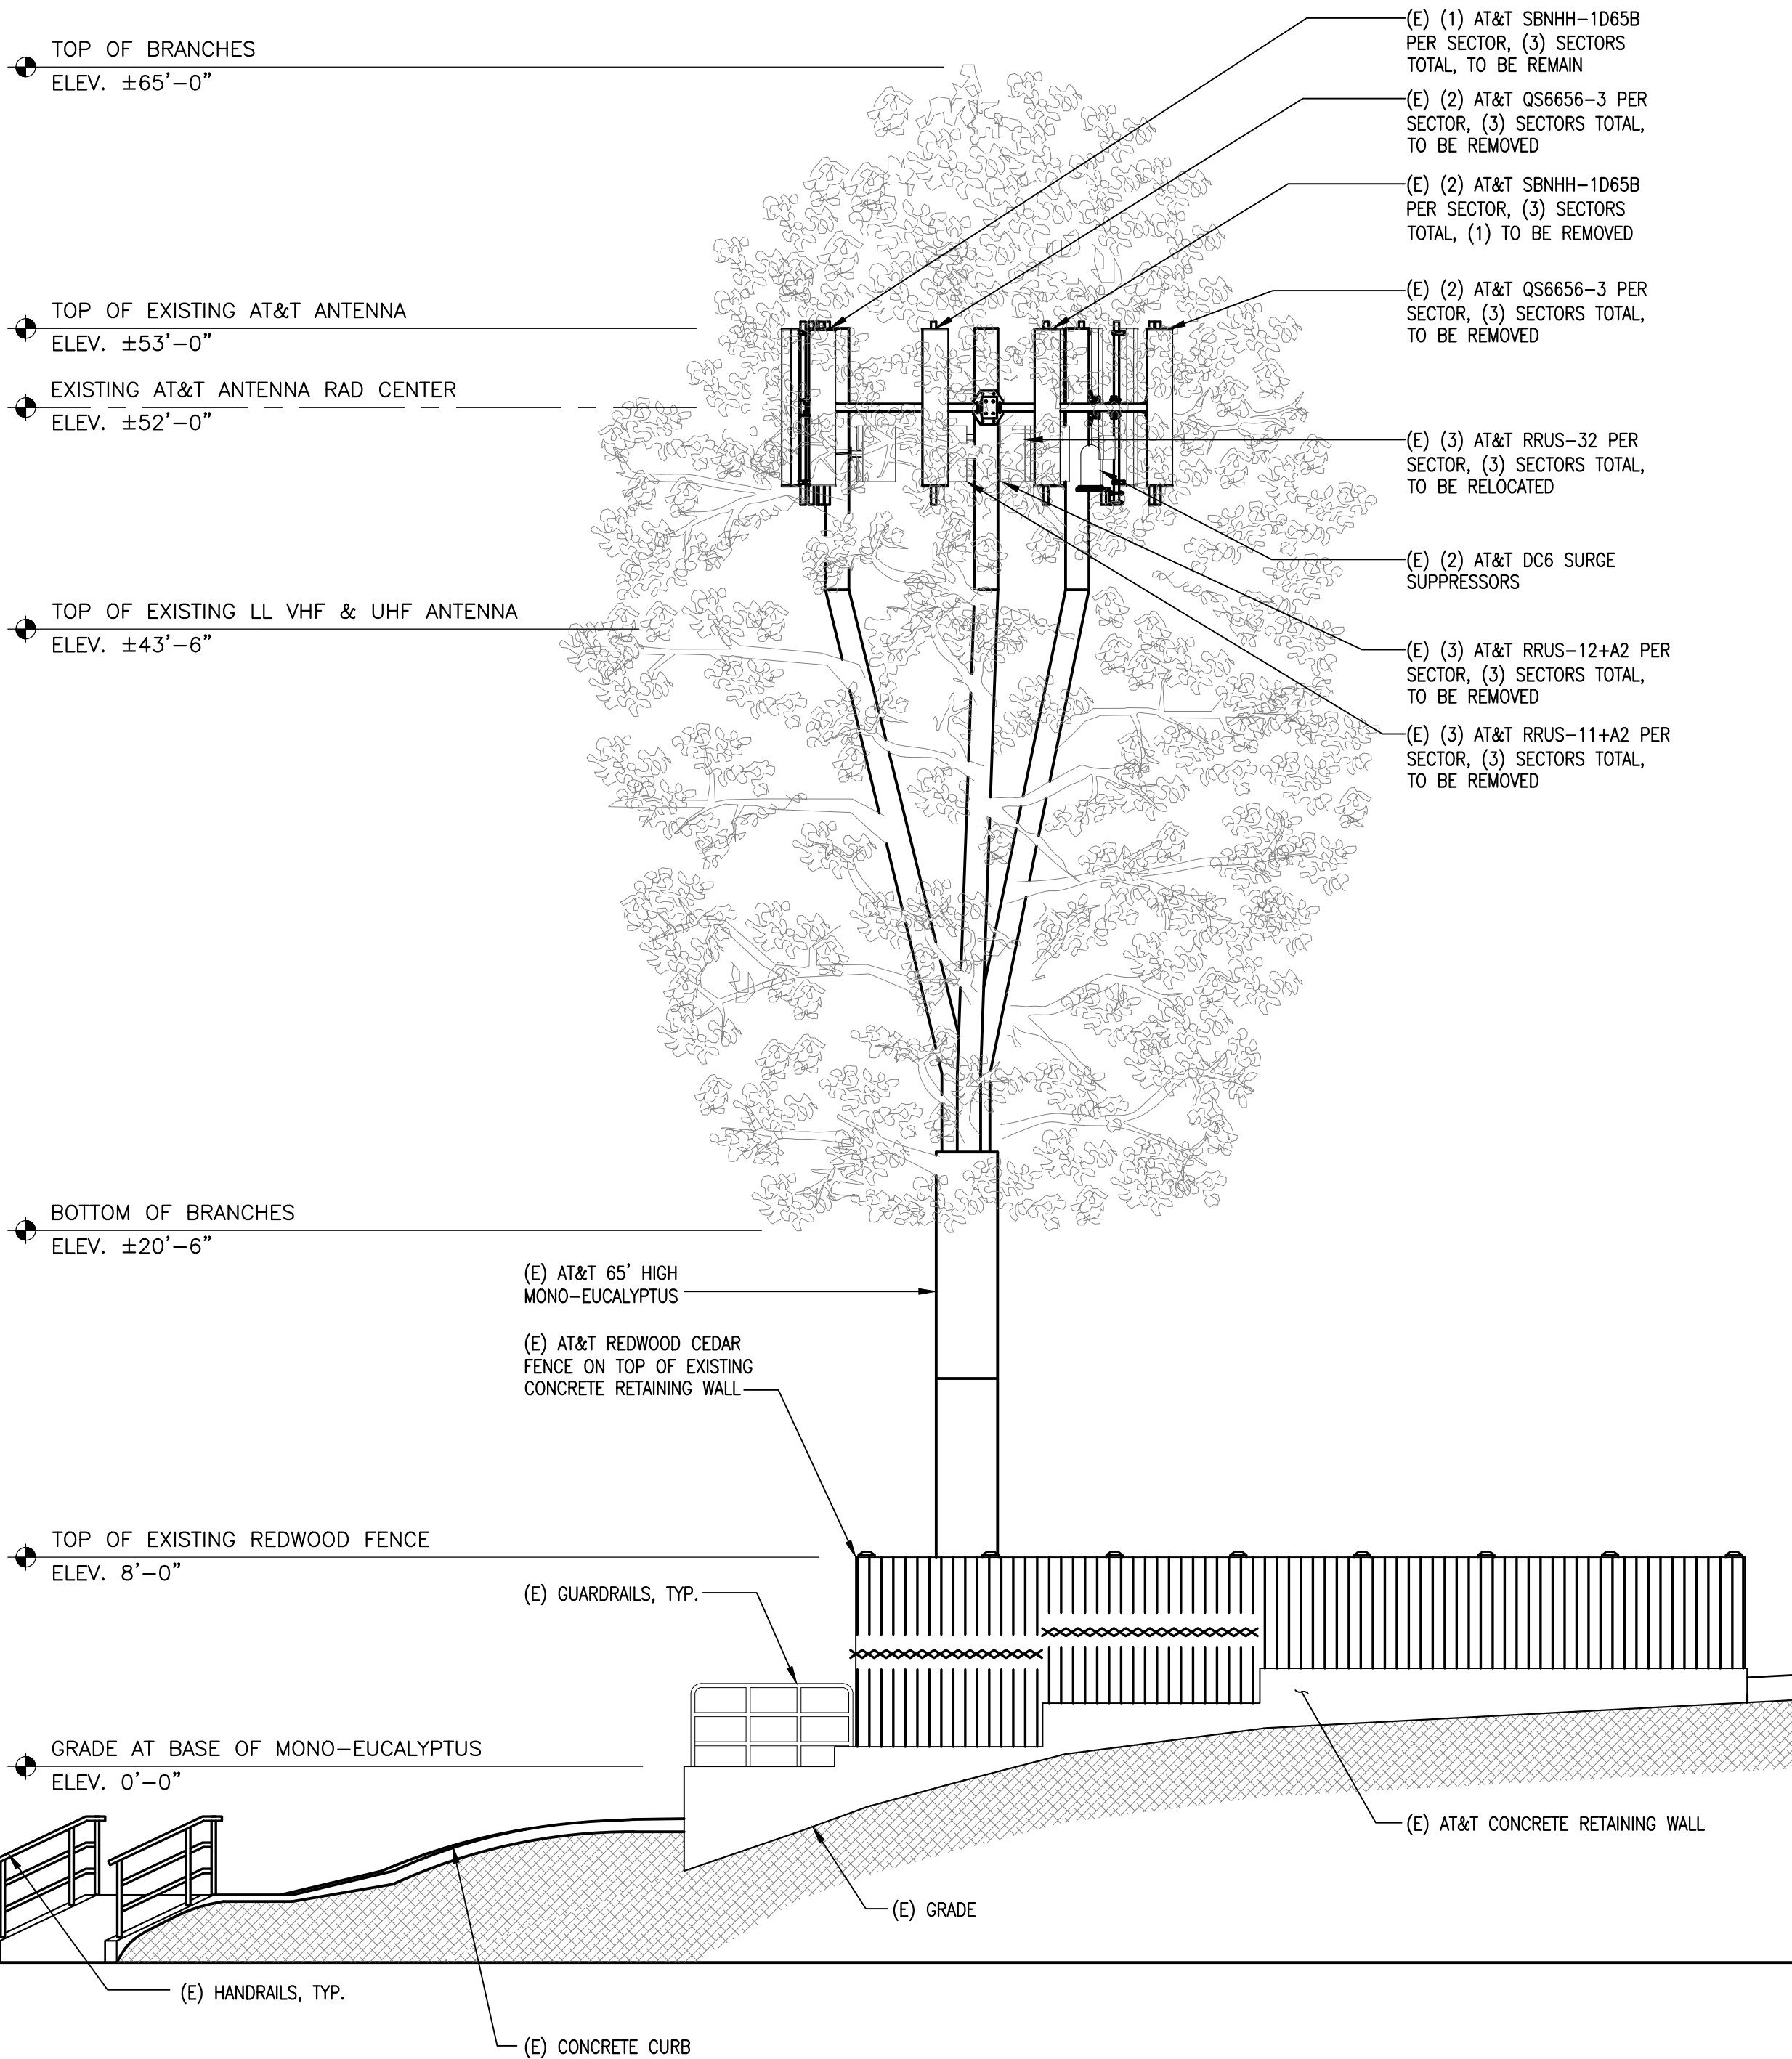 TOP OF BRANCHES
ELEV. ±65'-0"
TOP OF EXISTING AT&T ANTENNA
ELEV. ±53'-0"
EXISTING AT&T ANTENNA RAD CENTER
ELEV. ±52'-0"
TOP OF EXISTING LL VHF & UHF ANTENNA
ELEV. ±43'-6"
BOTTOM OF BRANCHES
ELEV. ±20'-6"
TOP OF EXISTING REDWOOD FENCE
ELEV. 8'-0"
GRADE AT BASE OF MONO-EUCALYPTUS
ELEV. 0'-0"
(E) (1) AT&T SBNHH-1D65B
PER SECTOR, (3) SECTORS
TOTAL, TO BE REMAIN
(E) (2) AT&T QS6656-3 PER
SECTOR, (3) SECTORS TOTAL,
TO BE REMOVED
(E) (2) AT&T SBNHH-1D65B
PER SECTOR, (3) SECTORS
TOTAL, (1) TO BE REMOVED
(E) (2) AT&T QS6656-3 PER
SECTOR, (3) SECTORS TOTAL,
TO BE REMOVED
(E) (3) AT&T RRUS-32 PER
SECTOR, (3) SECTORS TOTAL,
TO BE RELOCATED
(E) (2) AT&T DC6 SURGE
SUPPRESSORS
(E) (3) AT&T RRUS-12+A2 PER
SECTOR, (3) SECTORS TOTAL,
TO BE REMOVED
(E) (3) AT&T RRUS-11+A2 PER
SECTOR, (3) SECTORS TOTAL,
TO BE REMOVED
(E) AT&T 65' HIGH
MONO-EUCALYPTUS
(E) AT&T REDWOOD CEDAR
FENCE ON TOP OF EXISTING
CONCRETE RETAINING WALL
(E) GUARDRAILS, TYP.
(E) AT&T CONCRETE RETAINING WALL
(E) GRADE
(E) HANDRAILS, TYP.
(E) CONCRETE CURB